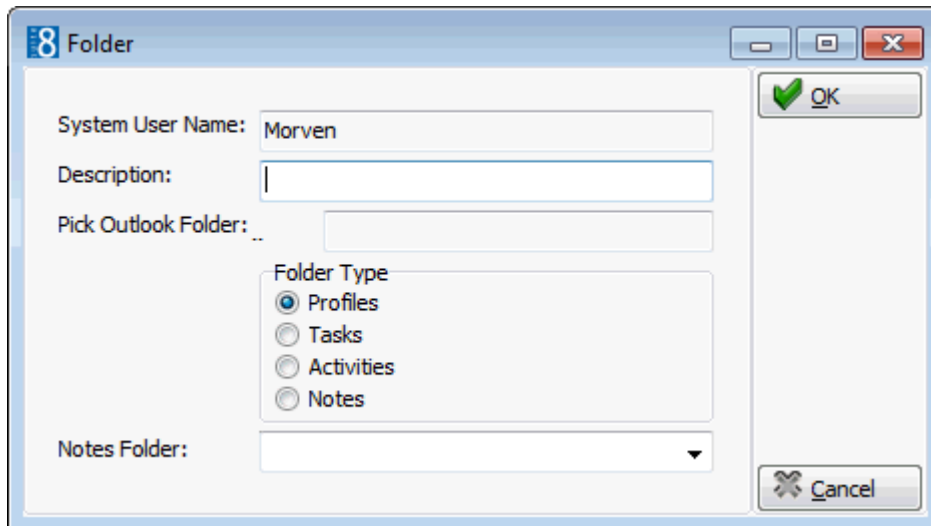 8 Folder
OK
System User Name: Morven
Description:
Pick Outlook Folder: ..
Folder Type
Profiles
Tasks
Activities
Notes
Notes Folder:
Cancel